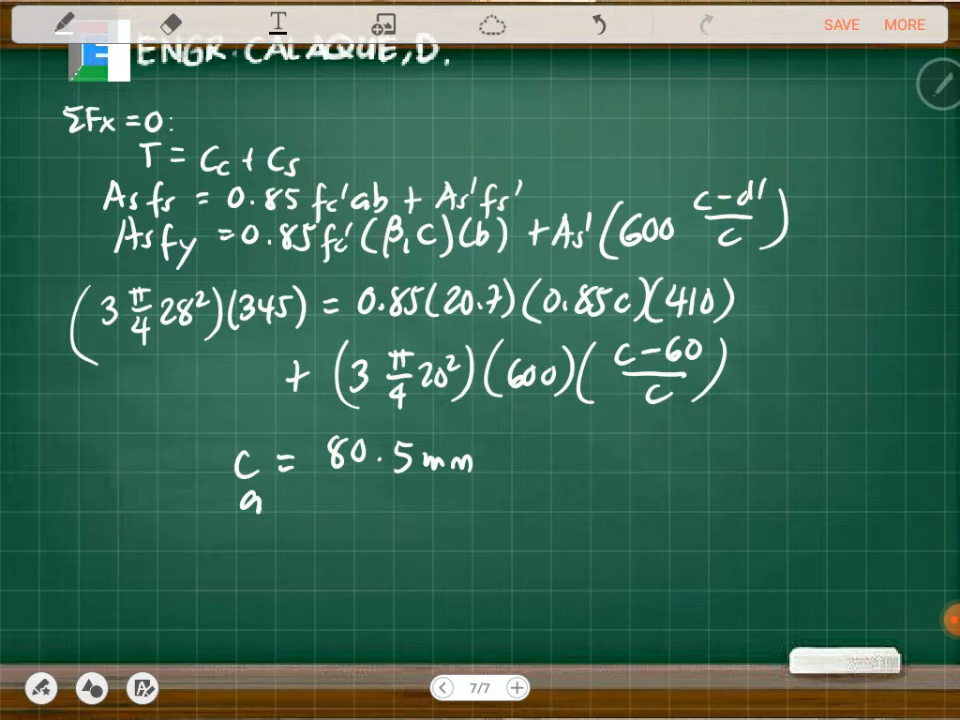 T
SAVE MORE
E ENGR. CALAQUE, D.
ΣFx = 0:
T = Cc + Cs
As fs = 0.85 fc' ab + As' fs'
As fy = 0.85 fc' (β1 c)(b) + As' (600 (c-d')/c)
(3 π/4 28²)(345) = 0.85(20.7)(0.85c)(410)
+ (3 π/4 20²)(600)((c-60)/c)
c = 80.5 mm
a
7/7